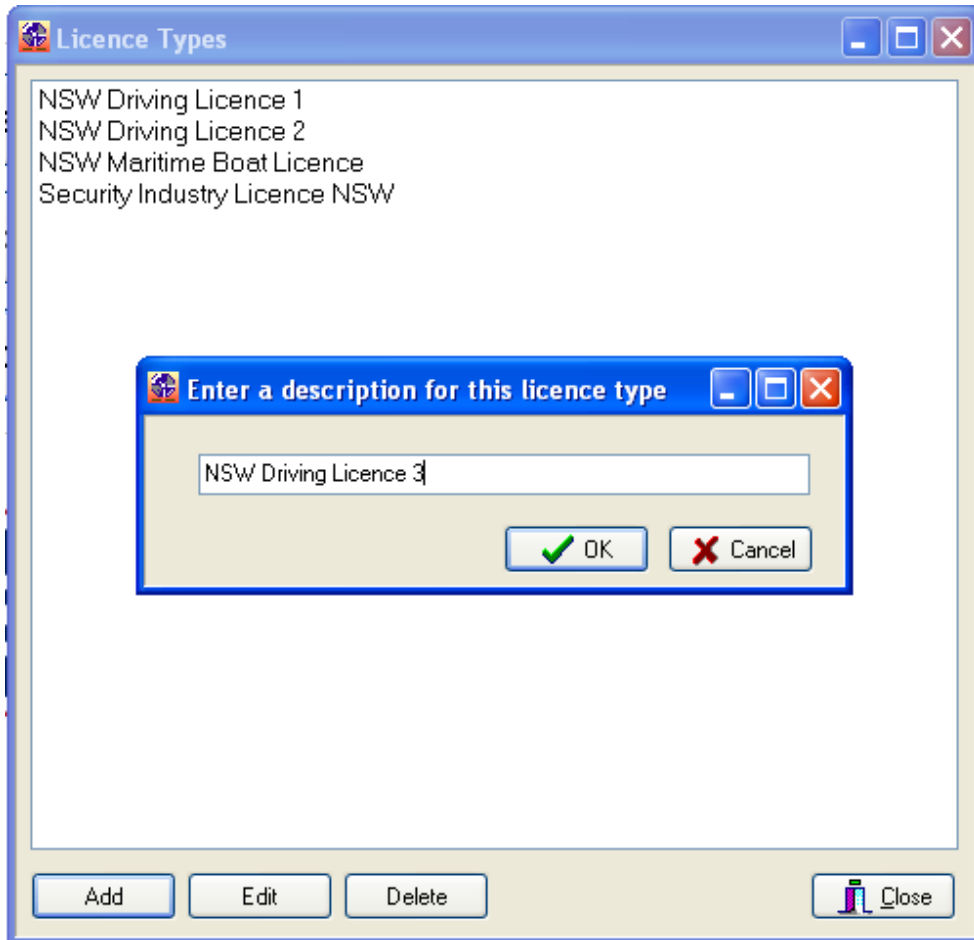 Licence Types
NSW Driving Licence 1
NSW Driving Licence 2
NSW Maritime Boat Licence
Security Industry Licence NSW
Enter a description for this licence type
NSW Driving Licence 3
OK Cancel
Add Edit Delete Close